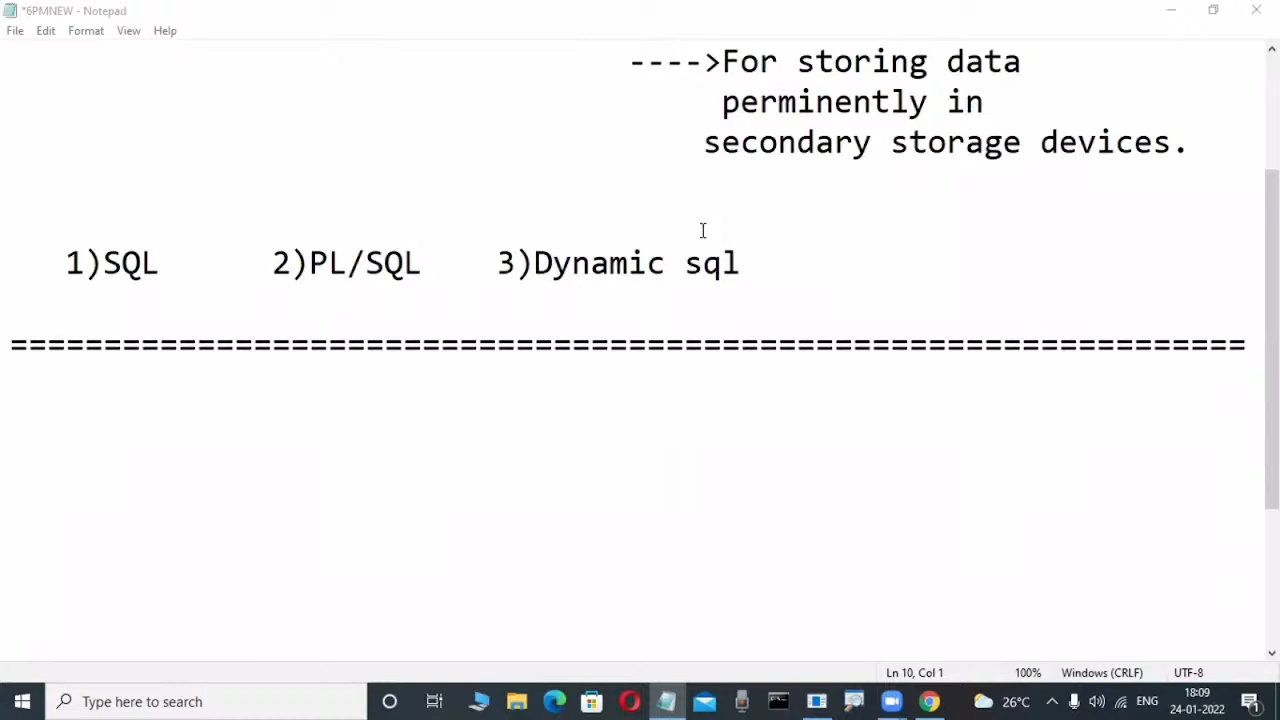 *6PMNEW - Notepad
File Edit Format View Help
---->For storing data
perminently in
secondary storage devices.
1)SQL 2)PL/SQL 3)Dynamic sql
==================================================================
Ln 10, Col 1 100% Windows (CRLF) UTF-8
Type here to search 26°C ENG 18:09
24-01-2022 1